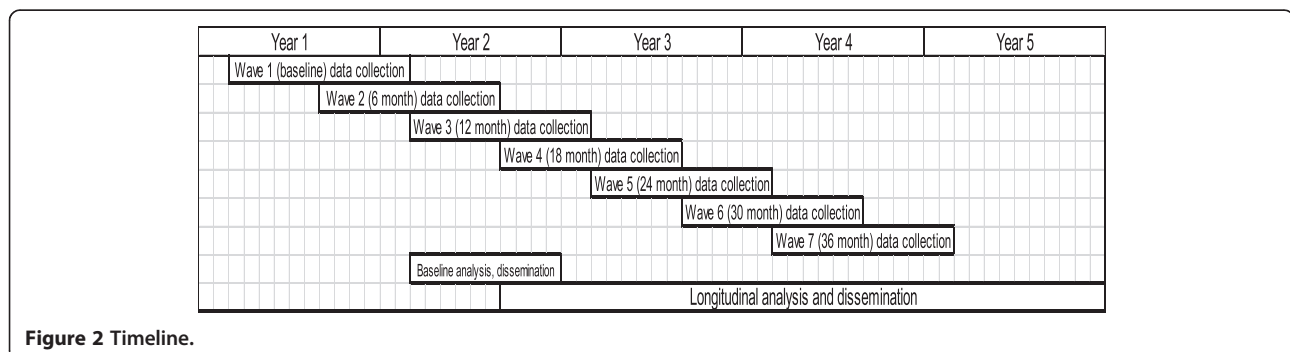 Year 1 Year 2 Year 3 Year 4 Year 5
Wave 1 (baseline) data collection
Wave 2 (6 month) data collection
Wave 3 (12 month) data collection
Wave 4 (18 month) data collection
Wave 5 (24 month) data collection
Wave 6 (30 month) data collection
Wave 7 (36 month) data collection
Baseline analysis, dissemination
Longitudinal analysis and dissemination
Figure 2 Timeline.